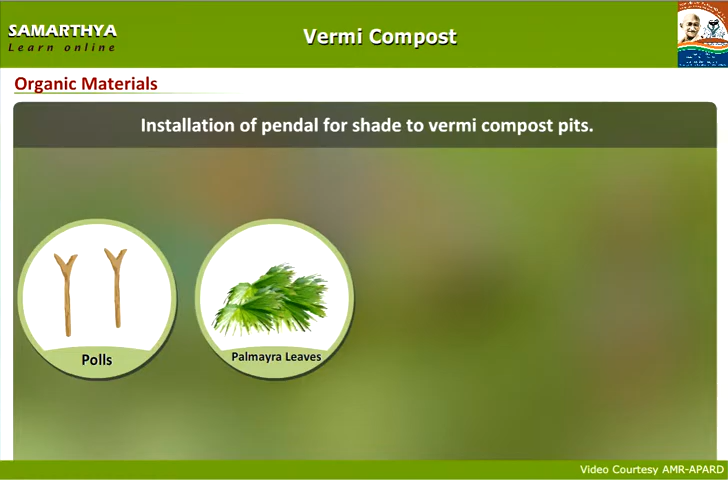 SAMARTHYA
Learn online
Vermi Compost
Organic Materials
Installation of pendal for shade to vermi compost pits.
Polls
Palmayra Leaves
Video Courtesy AMR-APARD